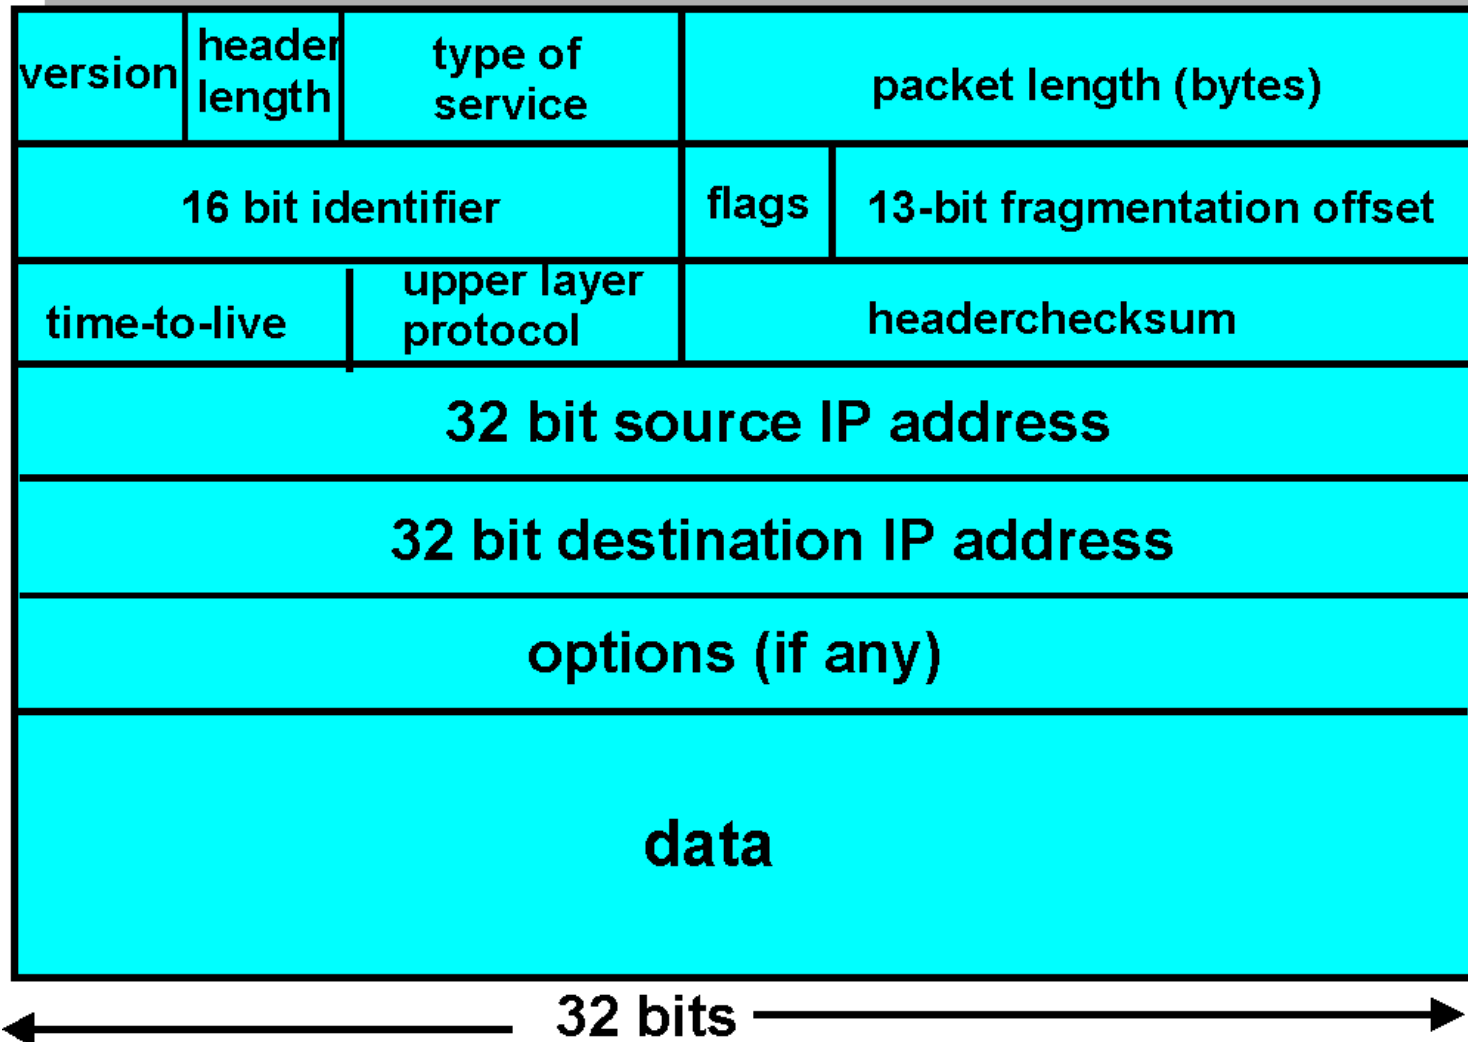 version
header
length
type of
service
packet length (bytes)
16 bit identifier
flags
13-bit fragmentation offset
time-to-live
upper layer
protocol
headerchecksum
32 bit source IP address
32 bit destination IP address
options (if any)
data
32 bits